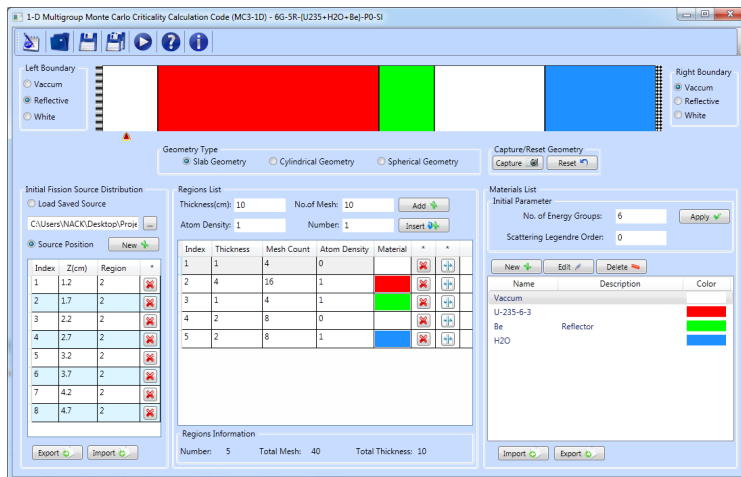 1-D Multigroup Monte Carlo Criticality Calculation Code (MC3-1D) - 6G-5R-(U235+H2O+Be)-P0-SI
Left Boundary
Vaccum
Reflective
White
Right Boundary
Vaccum
Reflective
White
Geometry Type
Slab Geometry Cylindrical Geometry Spherical Geometry
Capture/Reset Geometry
Capture Reset
Initial Fission Source Distribution
Load Saved Source
C:\Users\NACK\Desktop\Proje ...
Source Position New
Index Z(cm) Region *
1 1.2 2
2 1.7 2
3 2.2 2
4 2.7 2
5 3.2 2
6 3.7 2
7 4.2 2
8 4.7 2
Export Import
Regions List
Thickness(cm): 10 No.of Mesh: 10 Add
Atom Density: 1 Number: 1 Insert
Index Thickness Mesh Count Atom Density Material * *
1 1 4 0
2 4 16 1
3 1 4 1
4 2 8 0
5 2 8 1
Regions Information
Number: 5 Total Mesh: 40 Total Thickness: 10
Materials List
Initial Parameter
No. of Energy Groups: 6 Apply
Scattering Legendre Order: 0
New Edit Delete
Name Description Color
Vaccum
U-235-6-3
Be Reflector
H2O
Import Export